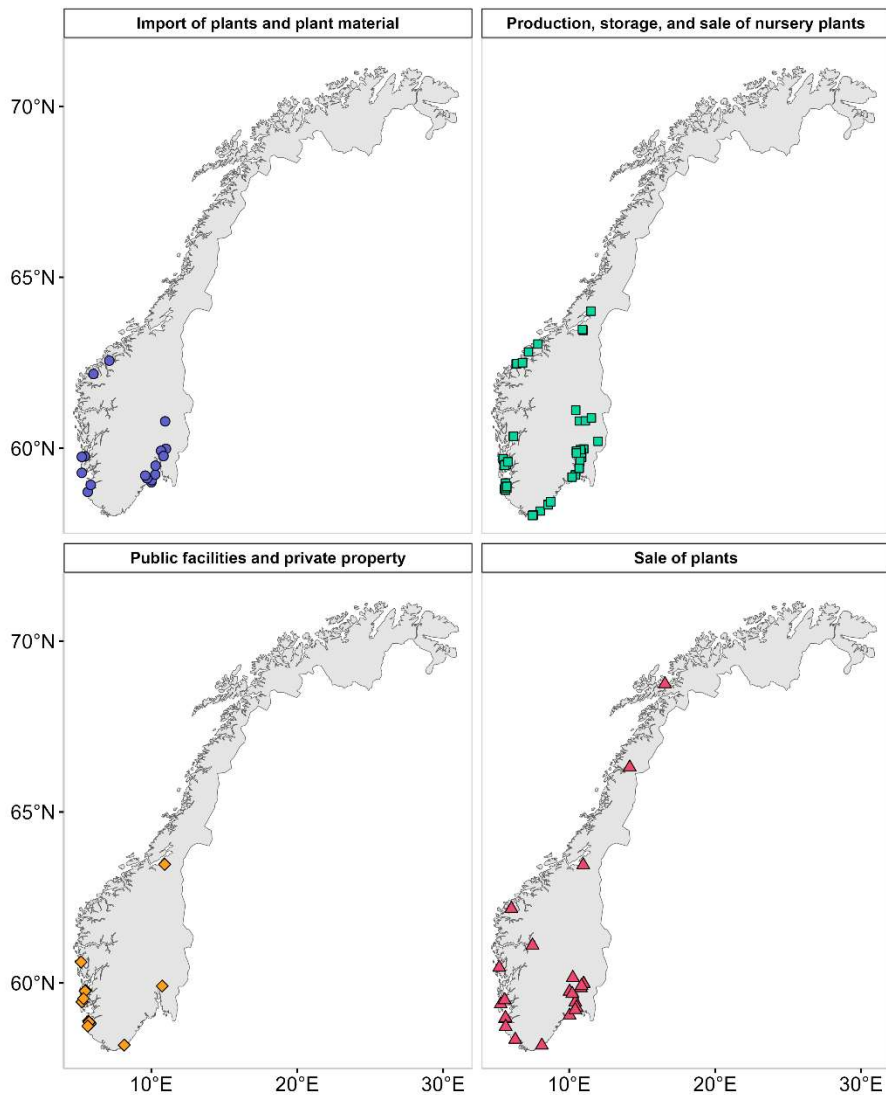 Import of plants and plant material
Production, storage, and sale of nursery plants
70°N
65°N
60°N
Public facilities and private property
Sale of plants
70°N
65°N
60°N
10°E
20°E
30°E
10°E
20°E
30°E